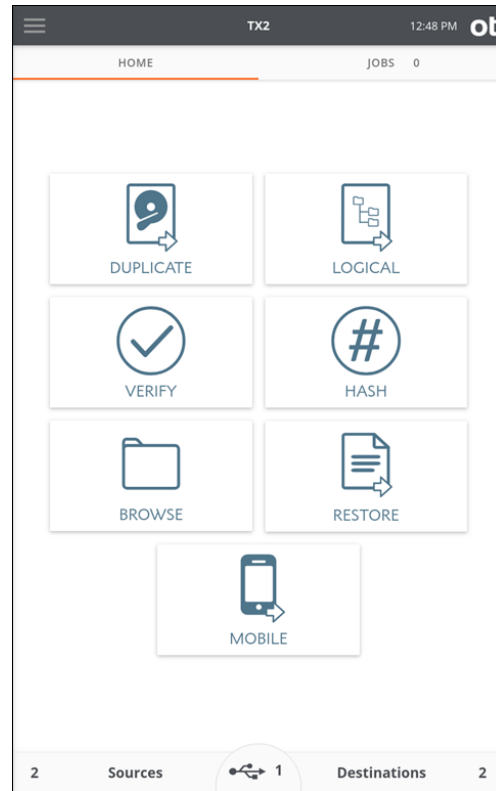 TX2 12:48 PM ot
HOME JOBS 0
DUPLICATE LOGICAL
VERIFY # HASH
BROWSE RESTORE
MOBILE
2 Sources 1 Destinations 2